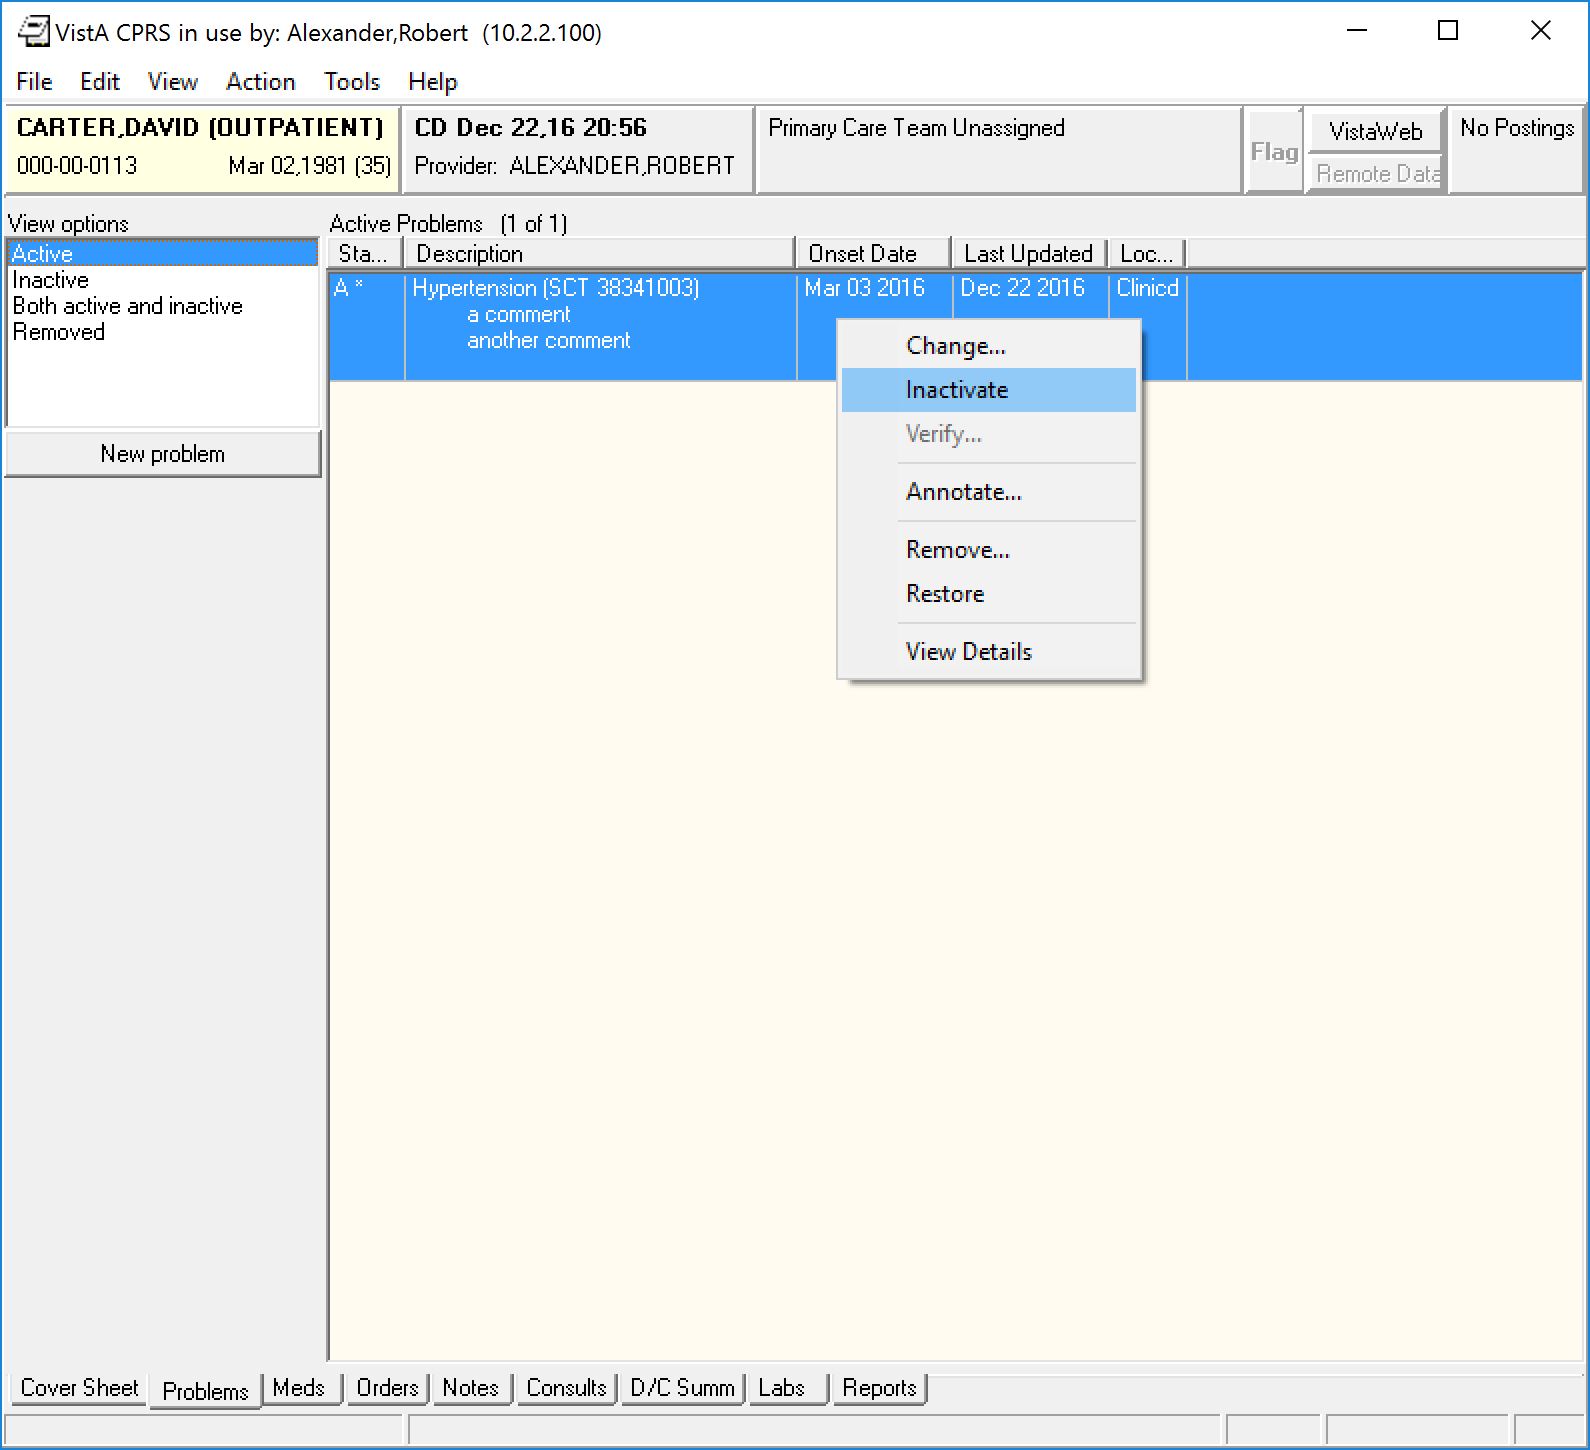 VistA CPRS in use by: Alexander,Robert (10.2.2.100)
File Edit View Action Tools Help
CARTER,DAVID (OUTPATIENT)
000-00-0113 Mar 02,1981 (35)
CD Dec 22,16 20:56
Provider: ALEXANDER,ROBERT
Primary Care Team Unassigned
Flag
VistaWeb
Remote Data
No Postings
View options
Active
Inactive
Both active and inactive
Removed
New problem
Active Problems (1 of 1)
Sta... Description Onset Date Last Updated Loc...
A * Hypertension (SCT 38341003) Mar 03 2016 Dec 22 2016 Clinicd
a comment
another comment
Change...
Inactivate
Verify...
Annotate...
Remove...
Restore
View Details
Cover Sheet Problems Meds Orders Notes Consults D/C Summ Labs Reports